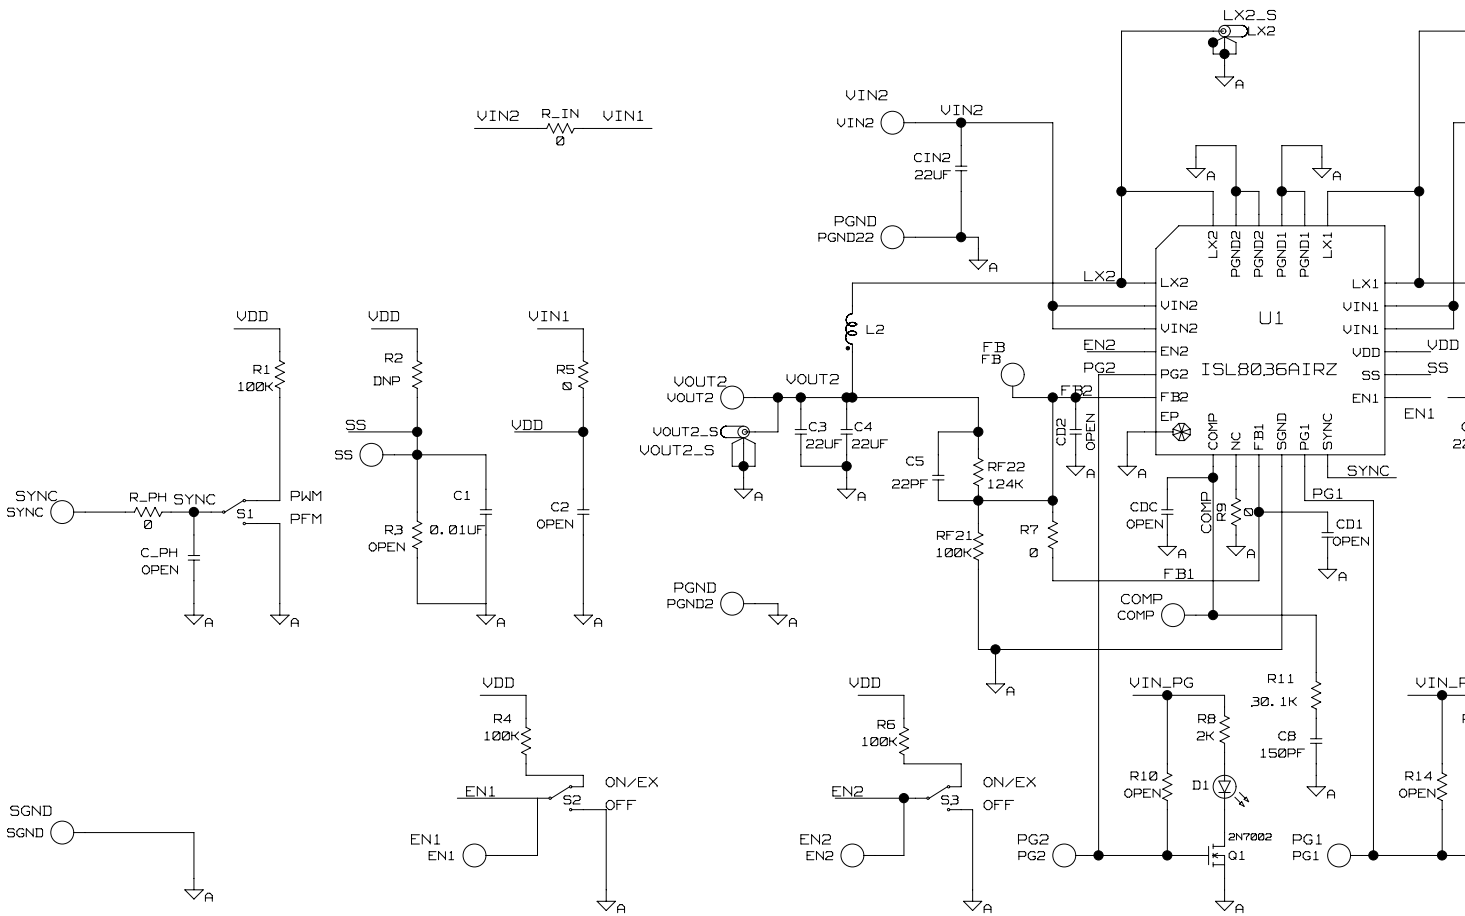 LX2_S
LX2
A
VIN2
VIN2
VIN2
VIN2
R_IN
VIN1
0
CIN2
22UF
A
A
PGND
PGND22
A
LX2
PGND2
PGND2
PGND1
PGND1
LX1
LX2
LX2
LX1
VIN2
VIN1
VIN2
VIN1
U1
EN2
EN2
VDD
VDD
PG2
PG2
SS
SS
ISL8036AIRZ
FB2
FB2
EN1
EN1
EP
COMP
NC
FB1
SGND
PG1
SYNC
SYNC
PG1
A
VDD
VDD
VIN1
L2
R1
100K
R2
DNP
R5
0
FB
FB
VOUT2
VOUT2
VOUT2
SS
VDD
VOUT2_S
VOUT2_S
C3
22UF
C4
22UF
CD2
OPEN
A
SS
C5
22PF
RF22
124K
A
A
SYNC
SYNC
R_PH
0
SYNC
S1
PWM
PFM
C1
0.01UF
R3
OPEN
C2
OPEN
CDC
OPEN
COMP
R9
0
CD1
OPEN
RF21
100K
R7
0
A
A
A
FB1
C_PH
OPEN
A
A
A
A
PGND
PGND2
A
COMP
COMP
A
VDD
VDD
VIN_PG
R11
30.1K
R4
100K
R6
100K
R8
2K
C8
150PF
EN1
S2
ON/EX
OFF
EN2
S3
ON/EX
OFF
R10
OPEN
D1
A
R14
OPEN
SGND
SGND
EN1
EN1
EN2
EN2
PG2
PG2
2N7002
Q1
PG1
PG1
A
A
A
A